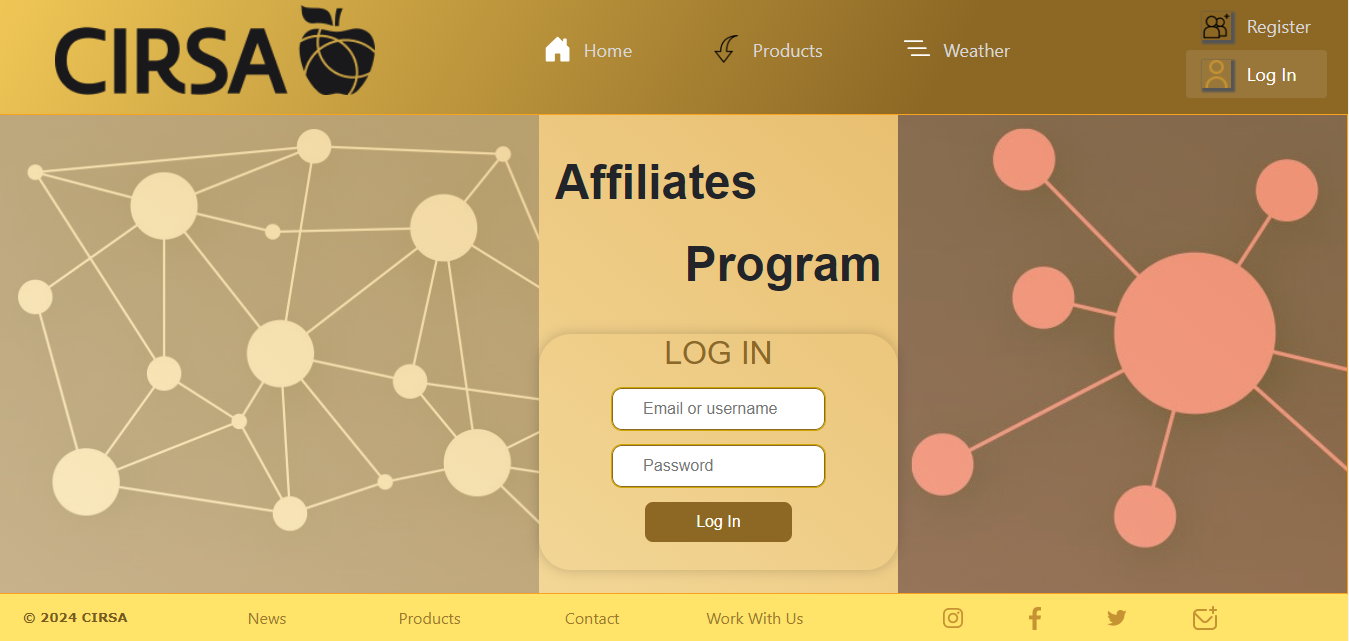 CIRSA
Home
Products
Weather
Register
Log In
Affiliates
Program
LOG IN
Email or username
Password
Log In
© 2024 CIRSA
News
Products
Contact
Work With Us